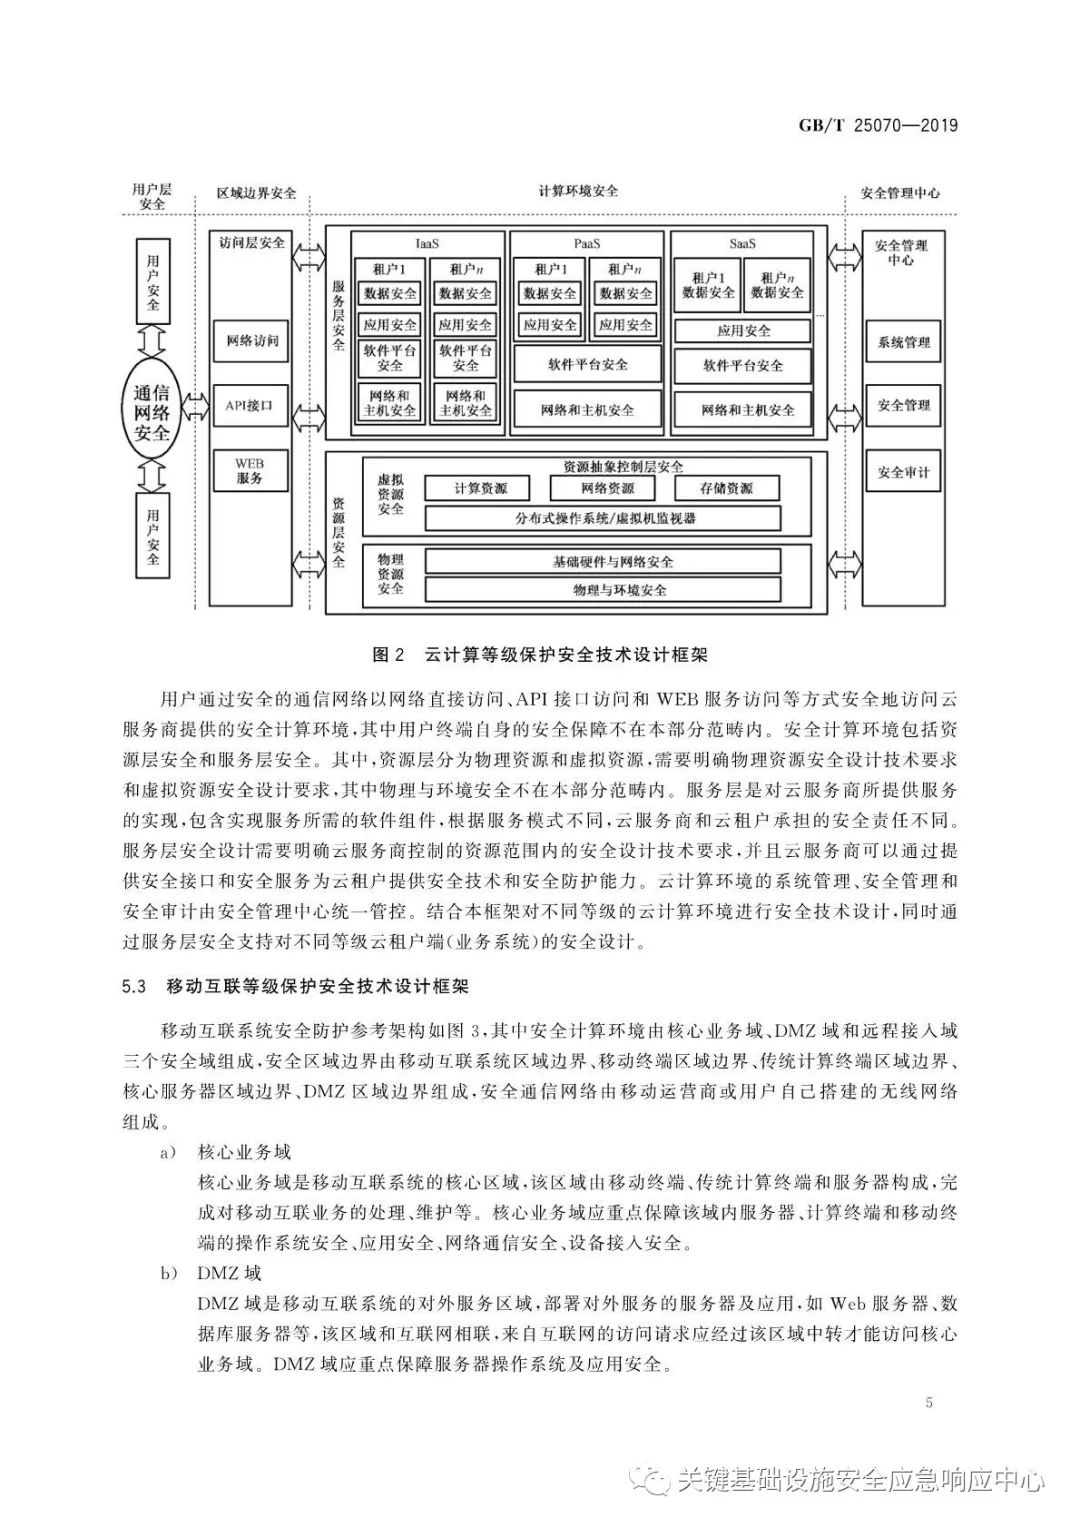 GB/T 25070—2019
用户层
安全
区域边界安全
计算环境安全
安全管理中心
用户安全
通信
网络
安全
用户安全
访问层安全
网络访问
API接口
WEB
服务
服务层安全
IaaS
租户1
数据安全
应用安全
软件平台
安全
网络和
主机安全
租户n
数据安全
应用安全
软件平台
安全
网络和
主机安全
PaaS
租户1
数据安全
应用安全
租户n
数据安全
应用安全
软件平台安全
网络和主机安全
SaaS
租户1
数据安全
租户n
数据安全
应用安全
软件平台安全
网络和主机安全
…
资源层安全
虚拟
资源
安全
资源抽象控制层安全
计算资源
网络资源
存储资源
分布式操作系统/虚拟机监视器
物理
资源
安全
基础硬件与网络安全
物理与环境安全
安全管理
中心
系统管理
安全管理
安全审计
图 2 云计算等级保护安全技术设计框架
用户通过安全的通信网络以网络直接访问、API 接口访问和 WEB 服务访问等方式安全地访问云
服务商提供的安全计算环境,其中用户终端自身的安全保障不在本部分范畴内。安全计算环境包括资
源层安全和服务层安全。其中,资源层分为物理资源和虚拟资源,需要明确物理资源安全设计技术要求
和虚拟资源安全设计要求,其中物理与环境安全不在本部分范畴内。服务层是对云服务商所提供服务
的实现,包含实现服务所需的软件组件,根据服务模式不同,云服务商和云租户承担的安全责任不同。
服务层安全设计需要明确云服务商控制的资源范围内的安全设计技术要求,并且云服务商可以通过提
供安全接口和安全服务为云租户提供安全技术和安全防护能力。云计算环境的系统管理、安全管理和
安全审计由安全管理中心统一管控。结合本框架对不同等级的云计算环境进行安全技术设计,同时通
过服务层安全支持对不同等级云租户端(业务系统)的安全设计。
5.3 移动互联等级保护安全技术设计框架
移动互联系统安全防护参考架构如图 3,其中安全计算环境由核心业务域、DMZ 域和远程接入域
三个安全域组成,安全区域边界由移动互联系统区域边界、移动终端区域边界、传统计算终端区域边界、
核心服务器区域边界、DMZ 区域边界组成,安全通信网络由移动运营商或用户自己搭建的无线网络
组成。
a) 核心业务域
核心业务域是移动互联系统的核心区域,该区域由移动终端、传统计算终端和服务器构成,完
成对移动互联业务的处理、维护等。核心业务域应重点保障该域内服务器、计算终端和移动终
端的操作系统安全、应用安全、网络通信安全、设备接入安全。
b) DMZ 域
DMZ 域是移动互联系统的对外服务区域,部署对外服务的服务器及应用,如 Web 服务器、数
据库服务器等,该区域和互联网相联,来自互联网的访问请求应经过该区域中转才能访问核心
业务域。DMZ 域应重点保障服务器操作系统及应用安全。
5
关键基础设施安全应急响应中心